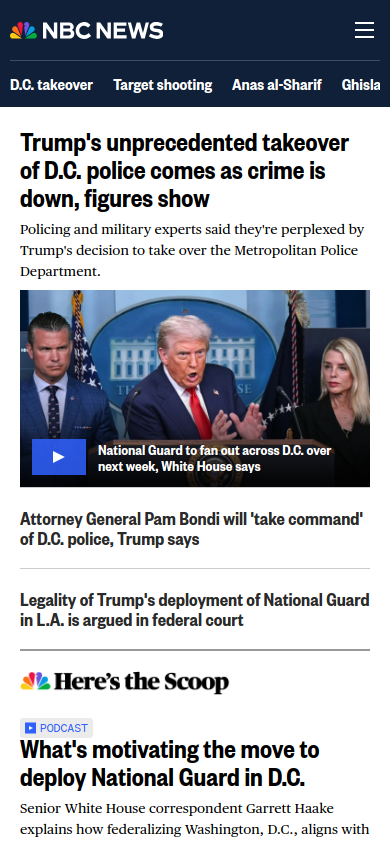 NBC NEWS
D.C. takeover Target shooting Anas al-Sharif Ghisla
Trump's unprecedented takeover
of D.C. police comes as crime is
down, figures show
Policing and military experts said they're perplexed by
Trump's decision to take over the Metropolitan Police
Department.
National Guard to fan out across D.C. over
next week, White House says
Attorney General Pam Bondi will 'take command'
of D.C. police, Trump says
Legality of Trump's deployment of National Guard
in L.A. is argued in federal court
Here's the Scoop
PODCAST
What's motivating the move to
deploy National Guard in D.C.
Senior White House correspondent Garrett Haake
explains how federalizing Washington, D.C., aligns with